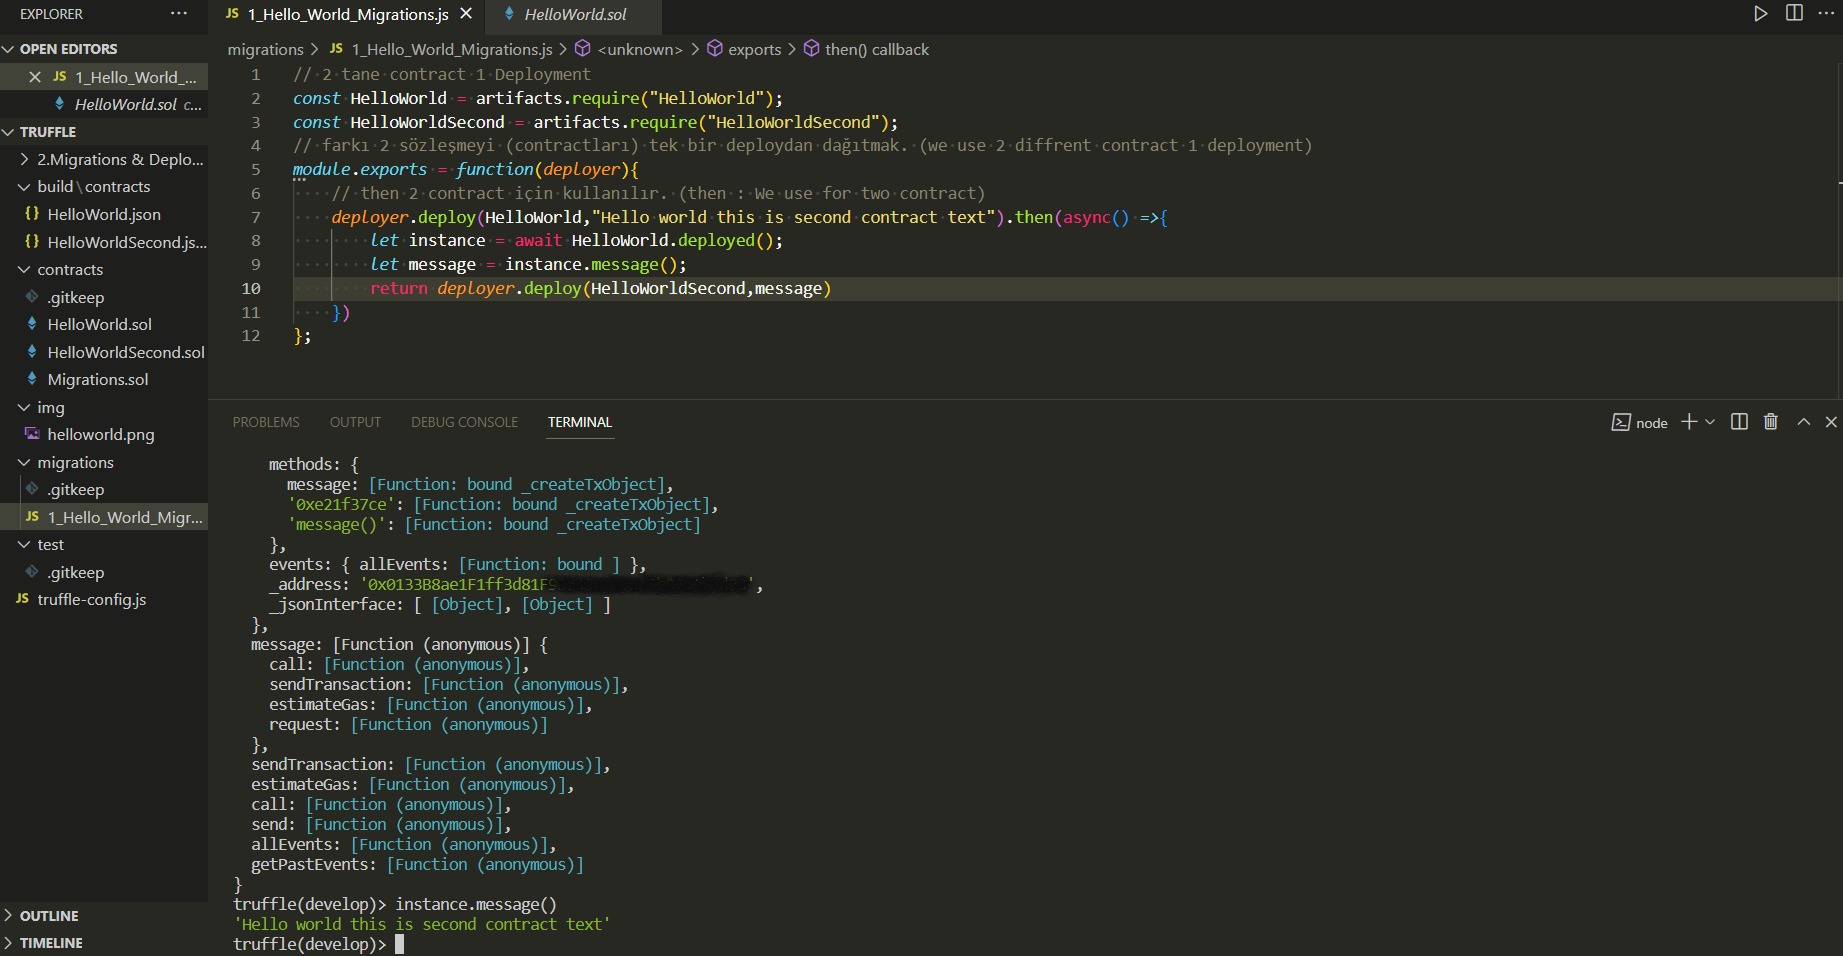 EXPLORER
OPEN EDITORS
JS 1_Hello_World_...
HelloWorld.sol c...
TRUFFLE
2.Migrations & Deplo...
build \ contracts
{} HelloWorld.json
{} HelloWorldSecond.js...
contracts
.gitkeep
HelloWorld.sol
HelloWorldSecond.sol
Migrations.sol
img
helloworld.png
migrations
.gitkeep
JS 1_Hello_World_Migr...
test
.gitkeep
JS truffle-config.js
OUTLINE
TIMELINE
JS 1_Hello_World_Migrations.js
HelloWorld.sol
migrations > JS 1_Hello_World_Migrations.js > <unknown> > exports > then() callback
1 // 2 tane contract 1 Deployment
2 const HelloWorld = artifacts.require("HelloWorld");
3 const HelloWorldSecond = artifacts.require("HelloWorldSecond");
4 // farkı 2 sözleşmeyi (contractları) tek bir deploydan dağıtmak. (we use 2 diffrent contract 1 deployment)
5 module.exports = function(deployer){
6 // then 2 contract için kullanılır. (then : We use for two contract)
7 deployer.deploy(HelloWorld,"Hello world this is second contract text").then(async() =>{
8 let instance = await HelloWorld.deployed();
9 let message = instance.message();
10 return deployer.deploy(HelloWorldSecond,message)
11 })
12 };
PROBLEMS OUTPUT DEBUG CONSOLE TERMINAL
node
methods: {
message: [Function: bound _createTxObject],
'0xe21f37ce': [Function: bound _createTxObject],
'message()': [Function: bound _createTxObject]
},
events: { allEvents: [Function: bound ] },
_address: '0x0133B8ae1F1ff3d81F ',
_jsonInterface: [ [Object], [Object] ]
},
message: [Function (anonymous)] {
call: [Function (anonymous)],
sendTransaction: [Function (anonymous)],
estimateGas: [Function (anonymous)],
request: [Function (anonymous)]
},
sendTransaction: [Function (anonymous)],
estimateGas: [Function (anonymous)],
call: [Function (anonymous)],
send: [Function (anonymous)],
allEvents: [Function (anonymous)],
getPastEvents: [Function (anonymous)]
}
truffle(develop)> instance.message()
'Hello world this is second contract text'
truffle(develop)>